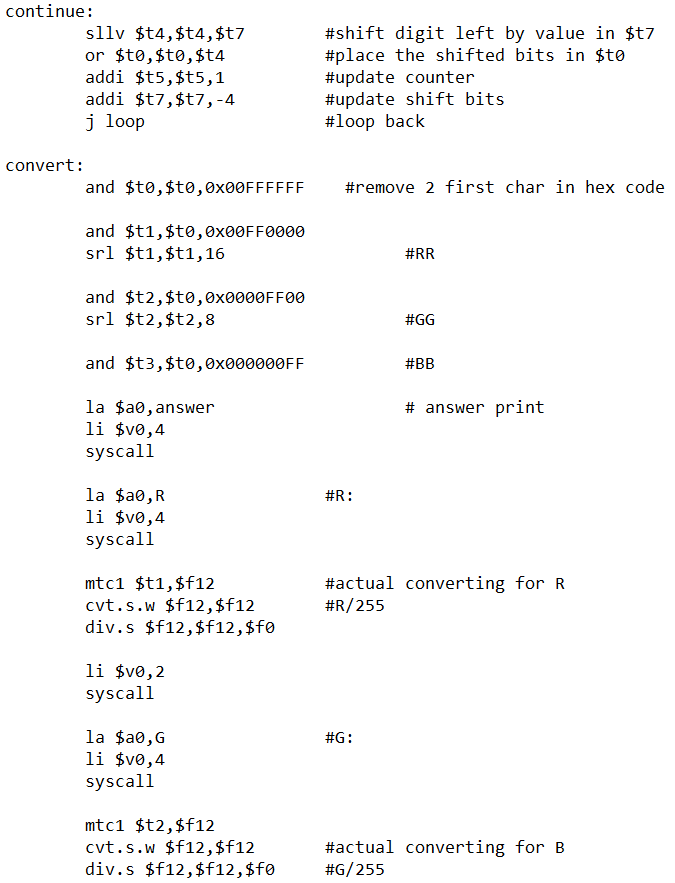 continue:
sllv $t4,$t4,$t7 #shift digit left by value in $t7
or $t0,$t0,$t4 #place the shifted bits in $t0
addi $t5,$t5,1 #update counter
addi $t7,$t7,-4 #update shift bits
j loop #loop back
convert:
and $t0,$t0,0x00FFFFFF #remove 2 first char in hex code
and $t1,$t0,0x00FF0000
srl $t1,$t1,16 #RR
and $t2,$t0,0x0000FF00
srl $t2,$t2,8 #GG
and $t3,$t0,0x000000FF #BB
la $a0,answer # answer print
li $v0,4
syscall
la $a0,R #R:
li $v0,4
syscall
mtc1 $t1,$f12 #actual converting for R
cvt.s.w $f12,$f12 #R/255
div.s $f12,$f12,$f0
li $v0,2
syscall
la $a0,G #G:
li $v0,4
syscall
mtc1 $t2,$f12
cvt.s.w $f12,$f12 #actual converting for B
div.s $f12,$f12,$f0 #G/255